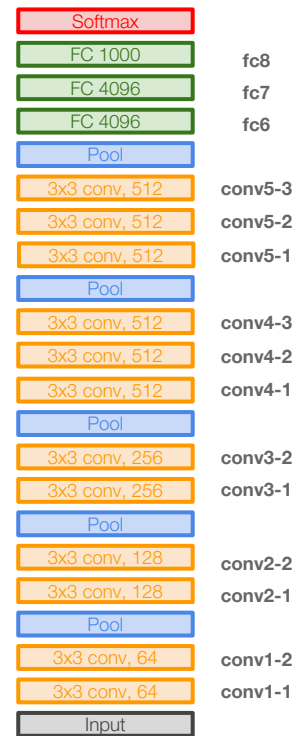 Softmax
FC 1000 fc8
FC 4096 fc7
FC 4096 fc6
Pool
3x3 conv, 512 conv5-3
3x3 conv, 512 conv5-2
3x3 conv, 512 conv5-1
Pool
3x3 conv, 512 conv4-3
3x3 conv, 512 conv4-2
3x3 conv, 512 conv4-1
Pool
3x3 conv, 256 conv3-2
3x3 conv, 256 conv3-1
Pool
3x3 conv, 128 conv2-2
3x3 conv, 128 conv2-1
Pool
3x3 conv, 64 conv1-2
3x3 conv, 64 conv1-1
Input